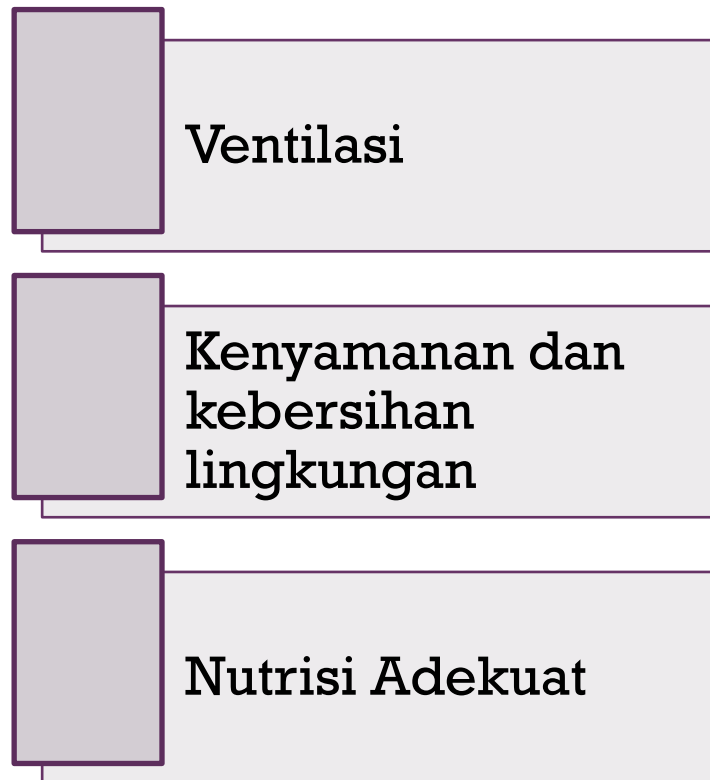 Ventilasi
Kenyamanan dan
kebersihan
lingkungan
Nutrisi Adekuat